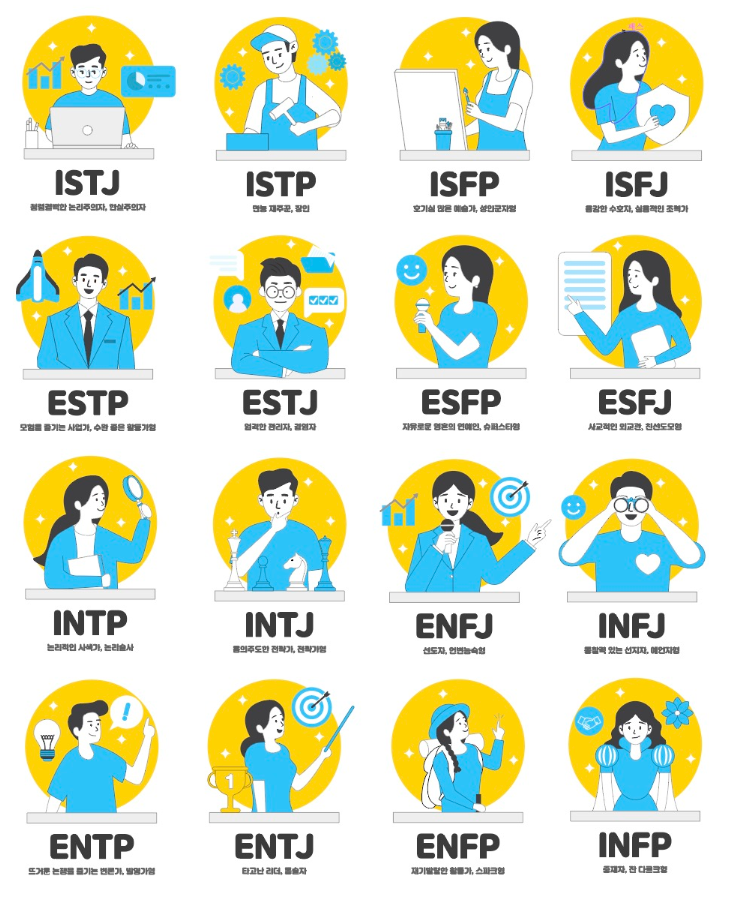 ISTJ
청렴결백한 논리주의자, 현실주의자
ISTP
만능 재주꾼, 장인
ISFP
호기심 많은 예술가, 성인군자형
ISFJ
용감한 수호자, 실용적인 조력가
ESTP
모험을 즐기는 사업가, 수완 좋은 활동가형
ESTJ
엄격한 관리자, 경영자
ESFP
자유로운 영혼의 연예인, 슈퍼스타형
ESFJ
사교적인 외교관, 친선도모형
INTP
논리적인 사색가, 논리술사
INTJ
용의주도한 전략가, 전략가형
ENFJ
선도자, 언변능숙형
INFJ
통찰력 있는 선지자, 예언자형
1
ENTP
뜨거운 논쟁을 즐기는 변론가, 발명가형
ENTJ
타고난 리더, 통솔자
ENFP
재기발랄한 활동가, 스파크형
INFP
중재자, 잔 다르크형